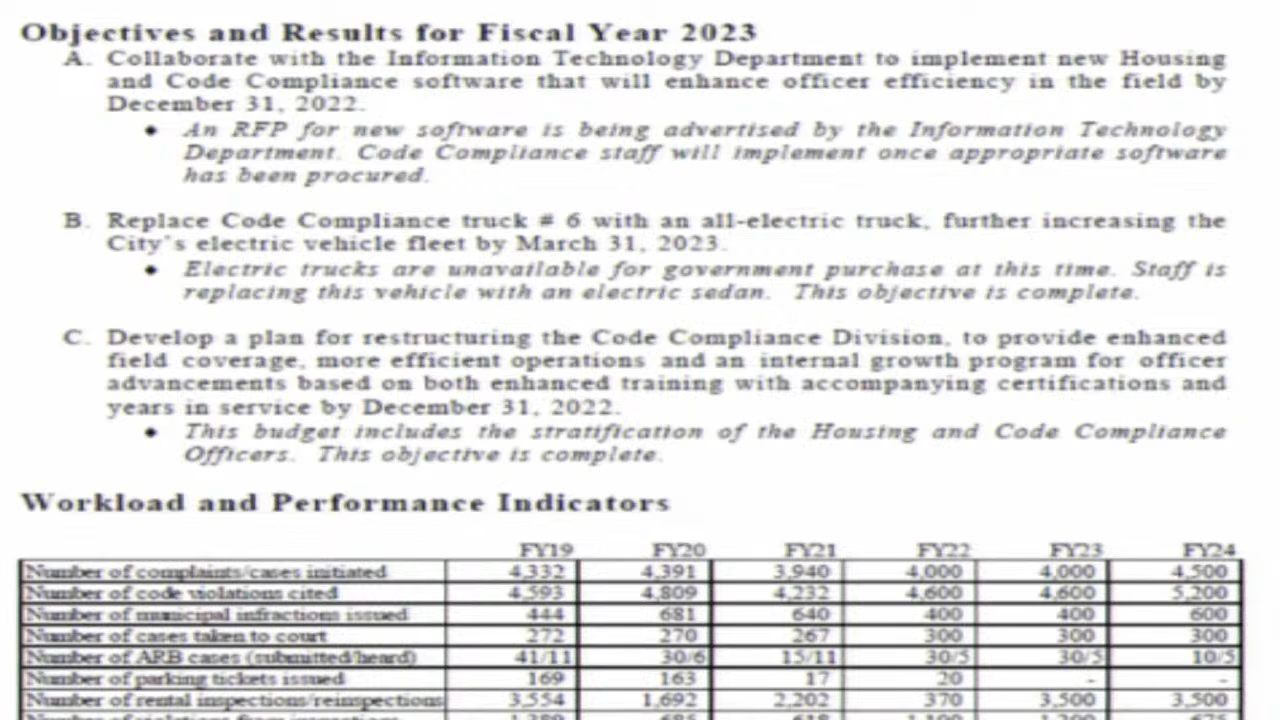 Objectives and Results for Fiscal Year 2023
A. Collaborate with the Information Technology Department to implement new Housing
and Code Compliance software that will enhance officer efficiency in the field by
December 31, 2022.
• An RFP for new software is being advertised by the Information Technology
Department. Code Compliance staff will implement once appropriate software
has been procured.
B. Replace Code Compliance truck # 6 with an all-electric truck, further increasing the
City's electric vehicle fleet by March 31, 2023.
• Electric trucks are unavailable for government purchase at this time. Staff is
replacing this vehicle with an electric sedan. This objective is complete.
C. Develop a plan for restructuring the Code Compliance Division, to provide enhanced
field coverage, more efficient operations and an internal growth program for officer
advancements based on both enhanced training with accompanying certifications and
years in service by December 31, 2022.
• This budget includes the stratification of the Housing and Code Compliance
Officers. This objective is complete.
Workload and Performance Indicators
FY19 FY20 FY21 FY22 FY23 FY24
Number of complaints/cases initiated 4,332 4,391 3,940 4,000 4,000 4,500
Number of code violations cited 4,593 4,809 4,232 4,600 4,600 5,200
Number of municipal infractions issued 444 681 640 400 400 600
Number of cases taken to court 272 270 267 300 300 300
Number of ARB cases (submitted/heard) 41/11 30/6 15/11 30/5 30/5 10/5
Number of parking tickets issued 169 163 17 20 - -
Number of rental inspections/reinspections 3,554 1,692 2,202 370 3,500 3,500
Number of violations from inspections